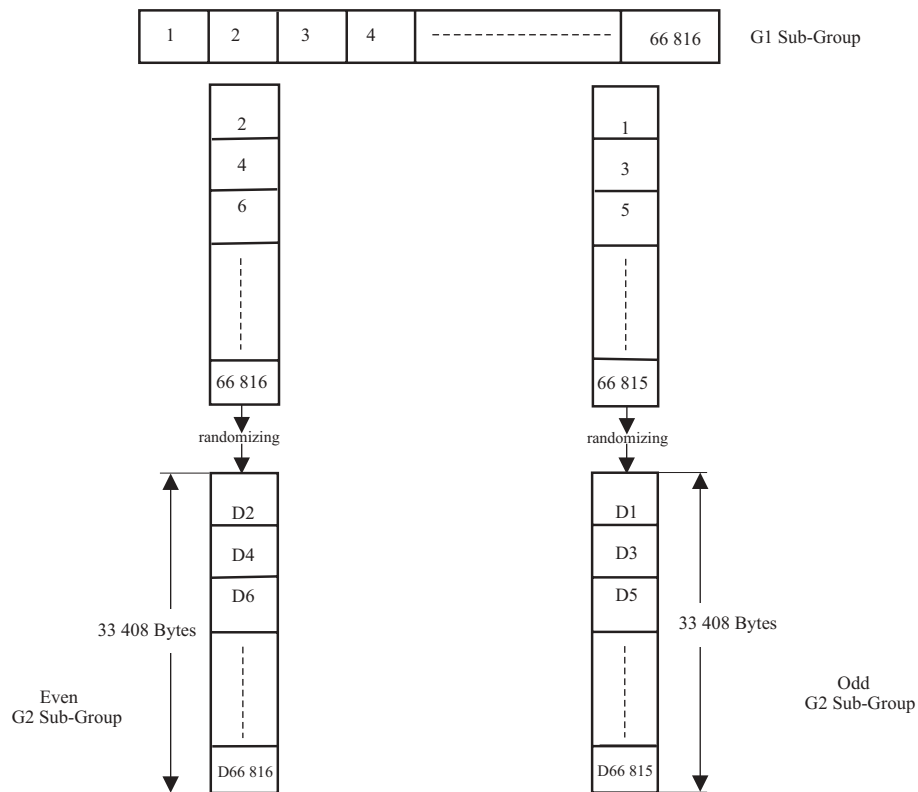 1 2 3 4 66 816 G1 Sub-Group
2
4
6
66 816
randomizing
D2
D4
D6
D66 816
33 408 Bytes
Even
G2 Sub-Group
1
3
5
66 815
randomizing
D1
D3
D5
D66 815
33 408 Bytes
Odd
G2 Sub-Group